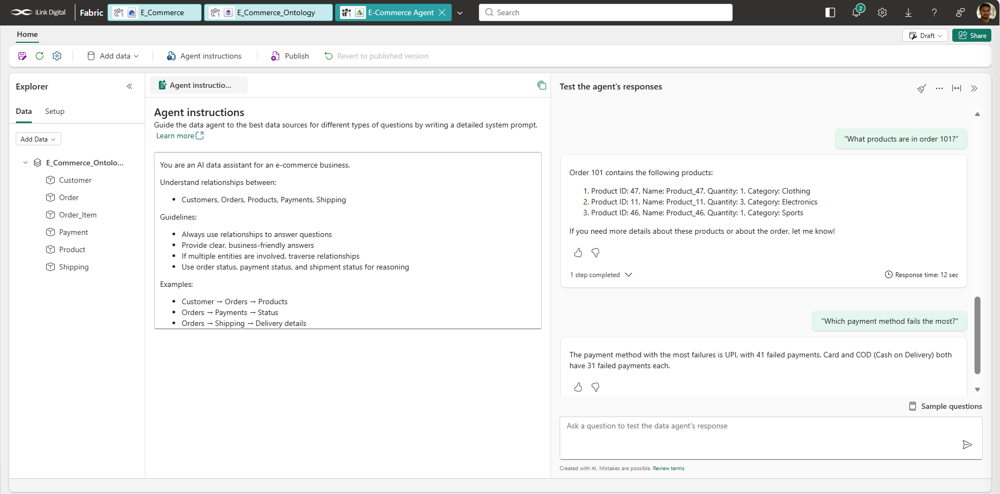 iLink Digital
Fabric
E_Commerce
E_Commerce_Ontology
E-Commerce Agent
Search
2
Home
Draft
Share
Add data
Agent instructions
Publish
Revert to published version
Explorer
Data
Setup
Add Data
E_Commerce_Ontolo...
Customer
Order
Order_Item
Payment
Product
Shipping
Agent instructio...
Agent instructions
Guide the data agent to the best data sources for different types of questions by writing a detailed system prompt.
Learn more
You are an AI data assistant for an e-commerce business.
Understand relationships between:
• Customers, Orders, Products, Payments, Shipping
Guidelines:
• Always use relationships to answer questions
• Provide clear, business-friendly answers
• If multiple entities are involved, traverse relationships
• Use order status, payment status, and shipment status for reasoning
Examples:
• Customer → Orders → Products
• Orders → Payments → Status
• Orders → Shipping → Delivery details
Test the agent’s responses
“What products are in order 101?”
Order 101 contains the following products:
1. Product ID: 47, Name: Product_47, Quantity: 1, Category: Clothing
2. Product ID: 11, Name: Product_11, Quantity: 3, Category: Electronics
3. Product ID: 46, Name: Product_46, Quantity: 1, Category: Sports
If you need more details about these products or about the order, let me know!
1 step completed
Response time: 12 sec
“Which payment method fails the most?”
The payment method with the most failures is UPI, with 41 failed payments. Card and COD (Cash on Delivery) both
have 31 failed payments each.
Sample questions
Ask a question to test the data agent's response
Created with AI. Mistakes are possible. Review terms